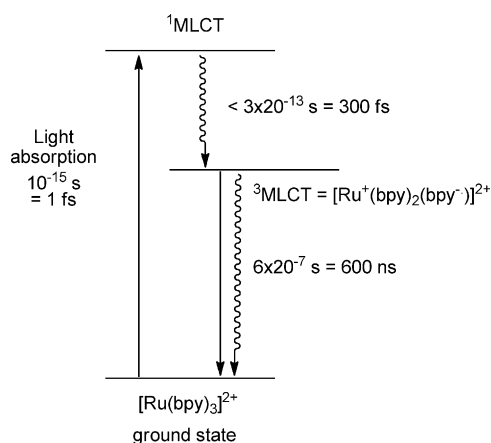 ¹MLCT
< 3x20⁻¹³ s = 300 fs
Light
absorption
10⁻¹⁵ s
= 1 fs
³MLCT = [Ru⁺(bpy)₂(bpy⁻·)]²⁺
6x20⁻⁷ s = 600 ns
[Ru(bpy)₃]²⁺
ground state